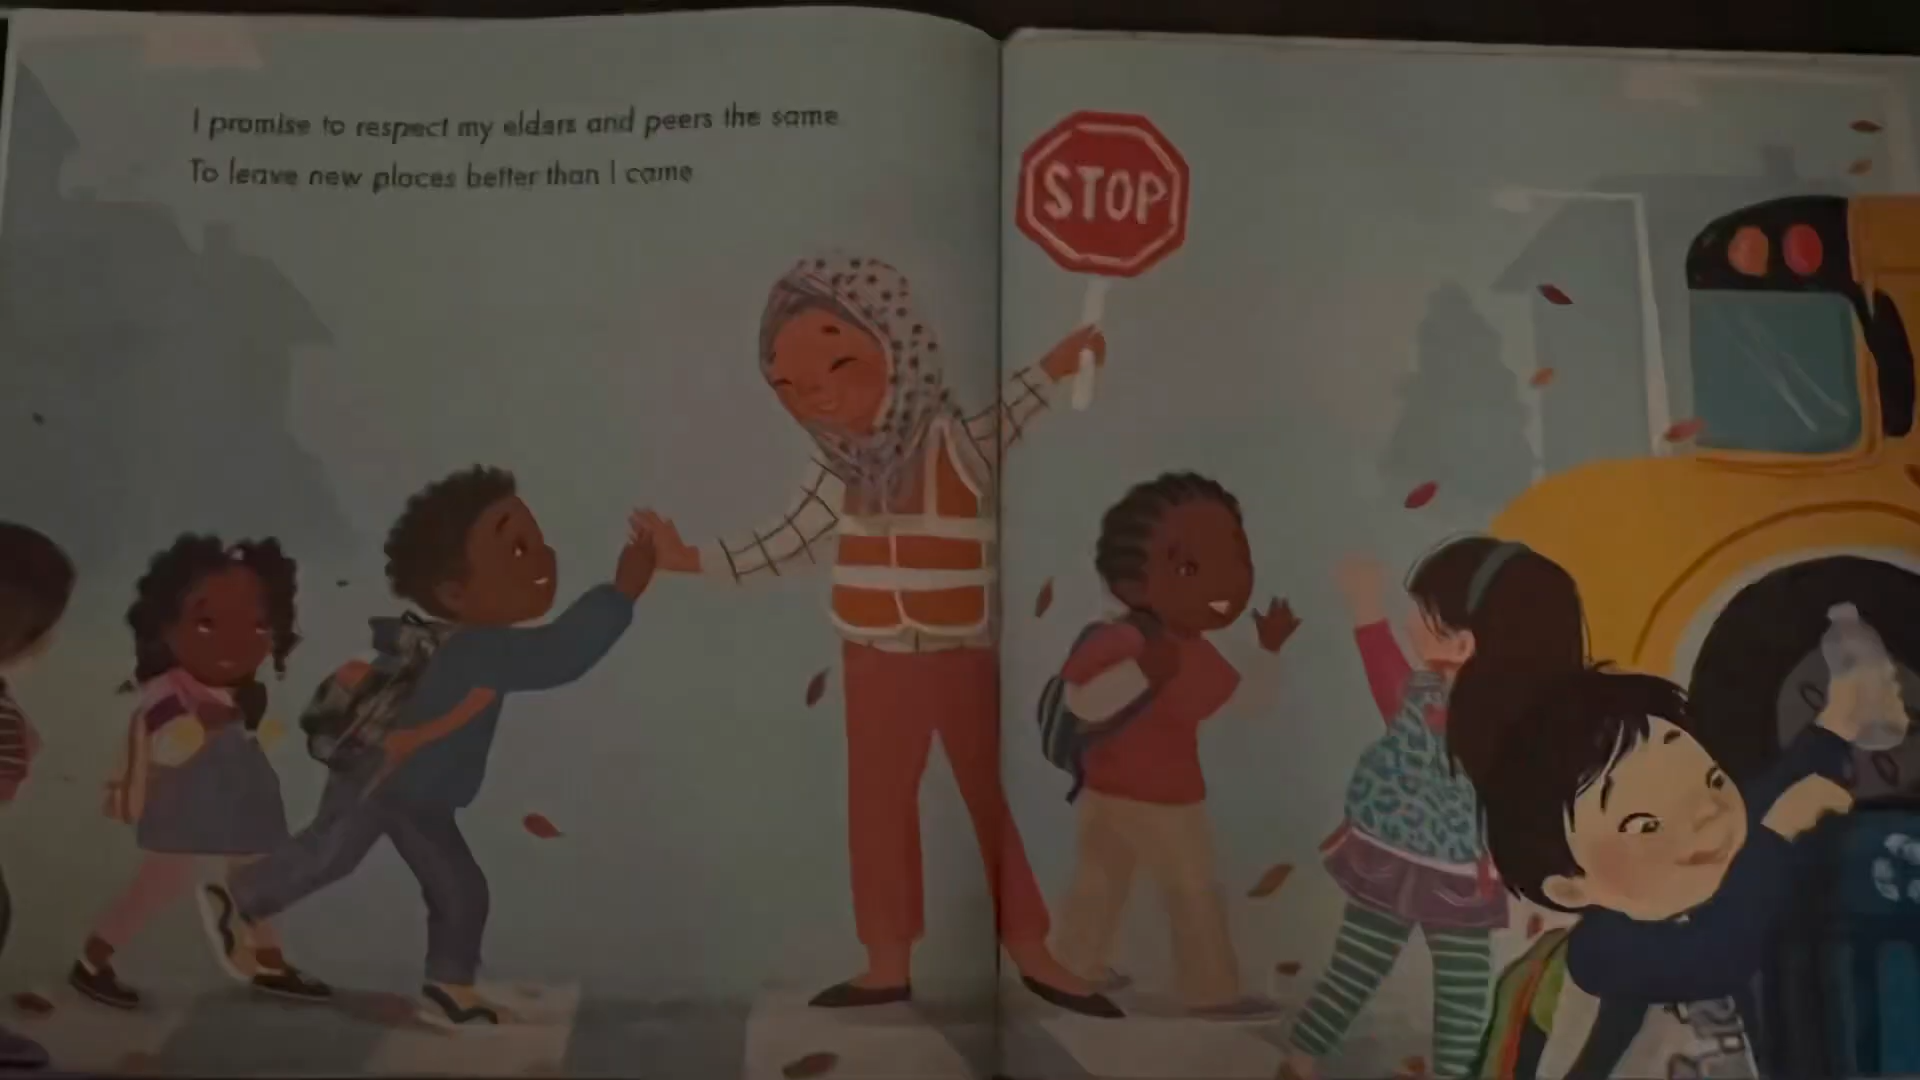 I promise to respect my elders and peers the same
To leave new places better than I came
STOP